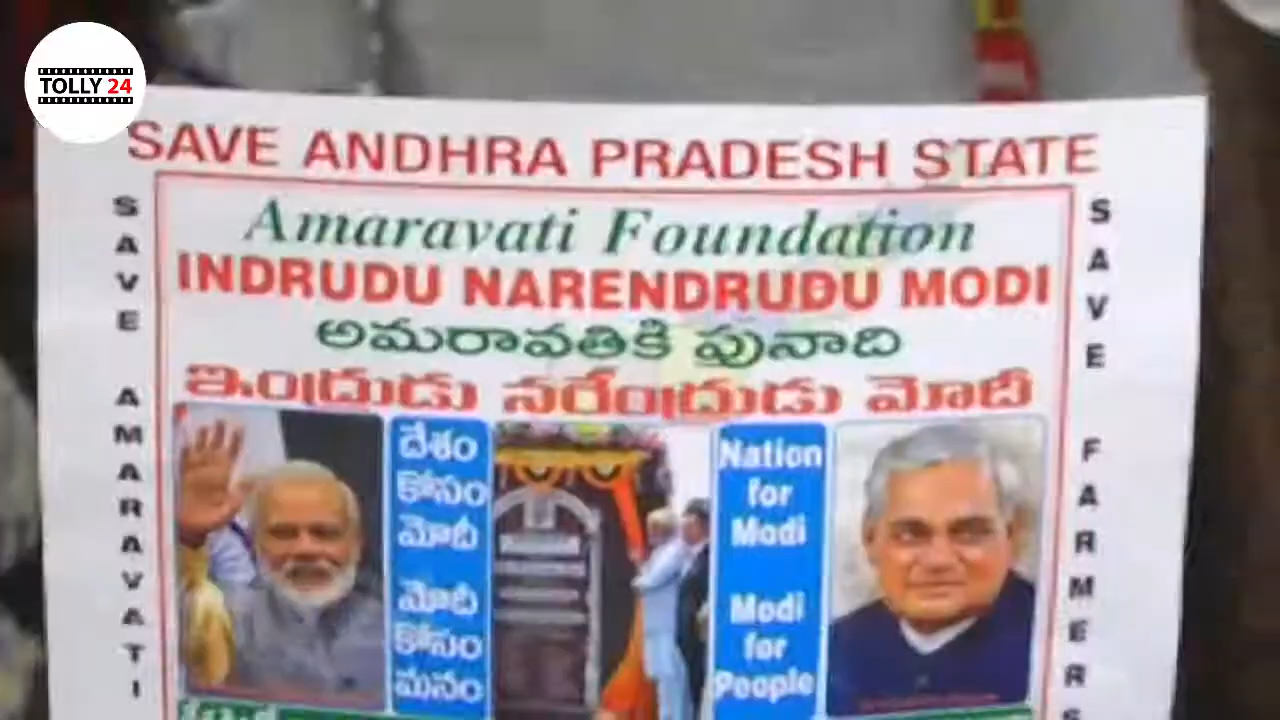 TOLLY 24
SAVE ANDHRA PRADESH STATE
SAVE AMARAVATI
Amaravati Foundation
INDRUDU NARENDRUDU MODI
అమరావతికి పునాది
ఇంద్రుడు నరేంద్రుడు మోదీ
దేశం
కోసం
మోదీ
మోదీ
కోసం
మనం
Nation
for
Modi
Modi
for
People
SAVE FARMERS